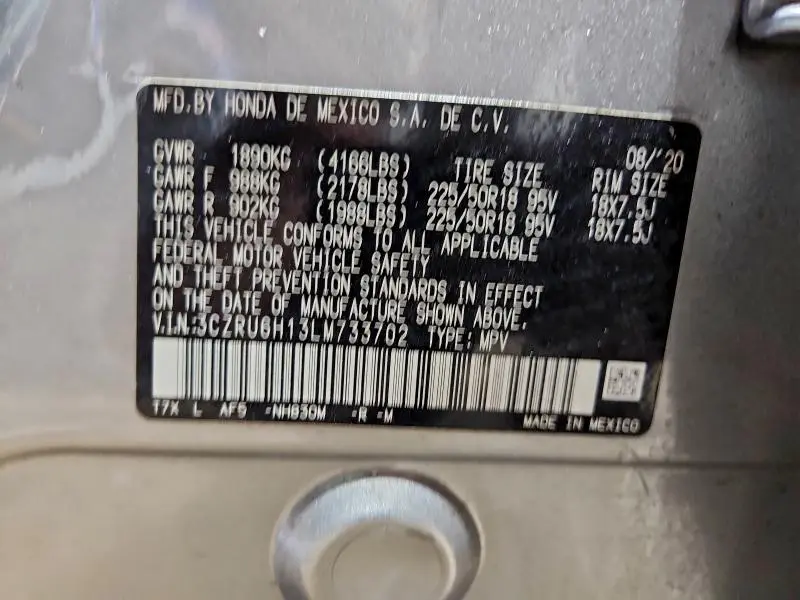 MFD.BY HONDA DE MEXICO S.A. DE C.V.
08/'20
GVWR 1890KG (4166LBS) TIRE SIZE RIM SIZE
GAWR F 988KG (2178LBS) 225/50R18 95V 18X7.5J
GAWR R 902KG (1988LBS) 225/50R18 95V 18X7.5J
THIS VEHICLE CONFORMS TO ALL APPLICABLE
FEDERAL MOTOR VEHICLE SAFETY
AND THEFT PREVENTION STANDARDS IN EFFECT
ON THE DATE OF MANUFACTURE SHOWN ABOVE.
V.I.N:3CZRU6H13LM733702 TYPE: MPV
T7X L AF5 *NH830M *R *M
MADE IN MEXICO